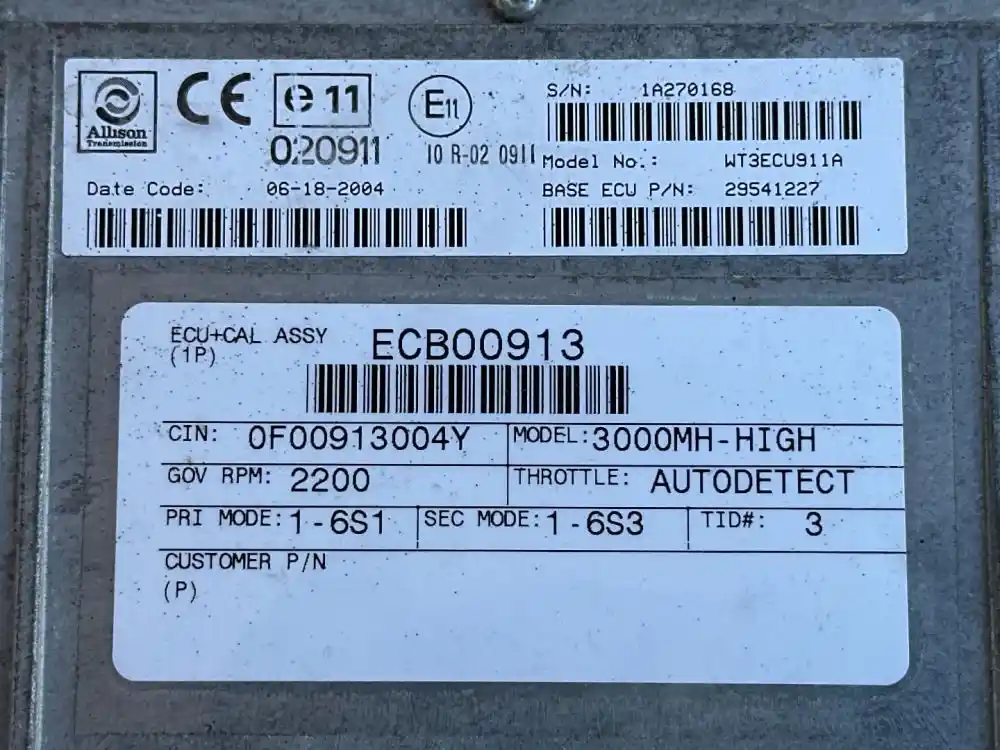 Allison
Transmission
CE
e 11
020911
E11
10 R-02 0911
S/N: 1A270168
Model No.: WT3ECU911A
Date Code: 06-18-2004
BASE ECU P/N: 29541227
ECU+CAL ASSY
(1P)
ECB00913
CIN: 0F00913004Y
MODEL: 3000MH-HIGH
GOV RPM: 2200
THROTTLE: AUTODETECT
PRI MODE: 1-6S1
SEC MODE: 1-6S3
TID#: 3
CUSTOMER P/N
(P)